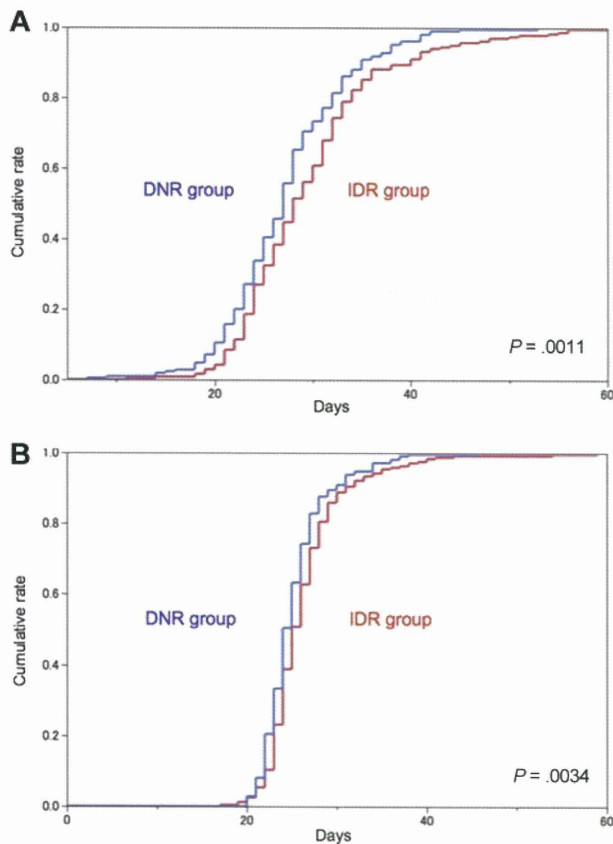 A
Cumulative rate
1.0
0.8
0.6
0.4
0.2
0.0
DNR group
IDR group
P = .0011
20
40
60
Days
B
Cumulative rate
1.0
0.8
0.6
0.4
0.2
0.0
DNR group
IDR group
P = .0034
0
20
40
60
Days